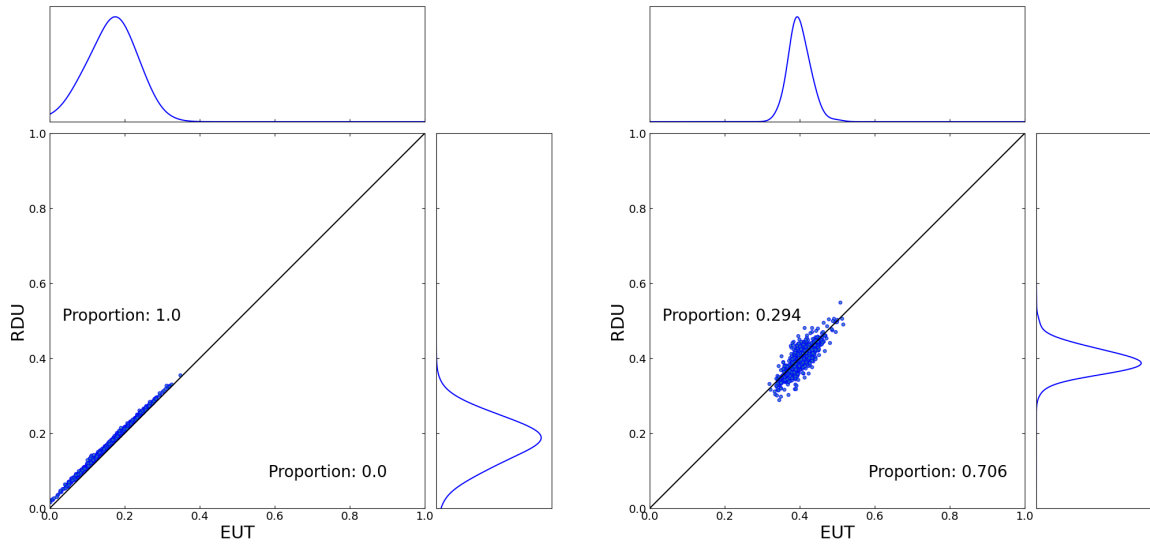 1.0
0.8
0.6
0.4
0.2
0.0
RDU
Proportion: 1.0
Proportion: 0.0
0.0 0.2 0.4 0.6 0.8 1.0
EUT
1.0
0.8
0.6
0.4
0.2
0.0
RDU
Proportion: 0.294
Proportion: 0.706
0.0 0.2 0.4 0.6 0.8 1.0
EUT